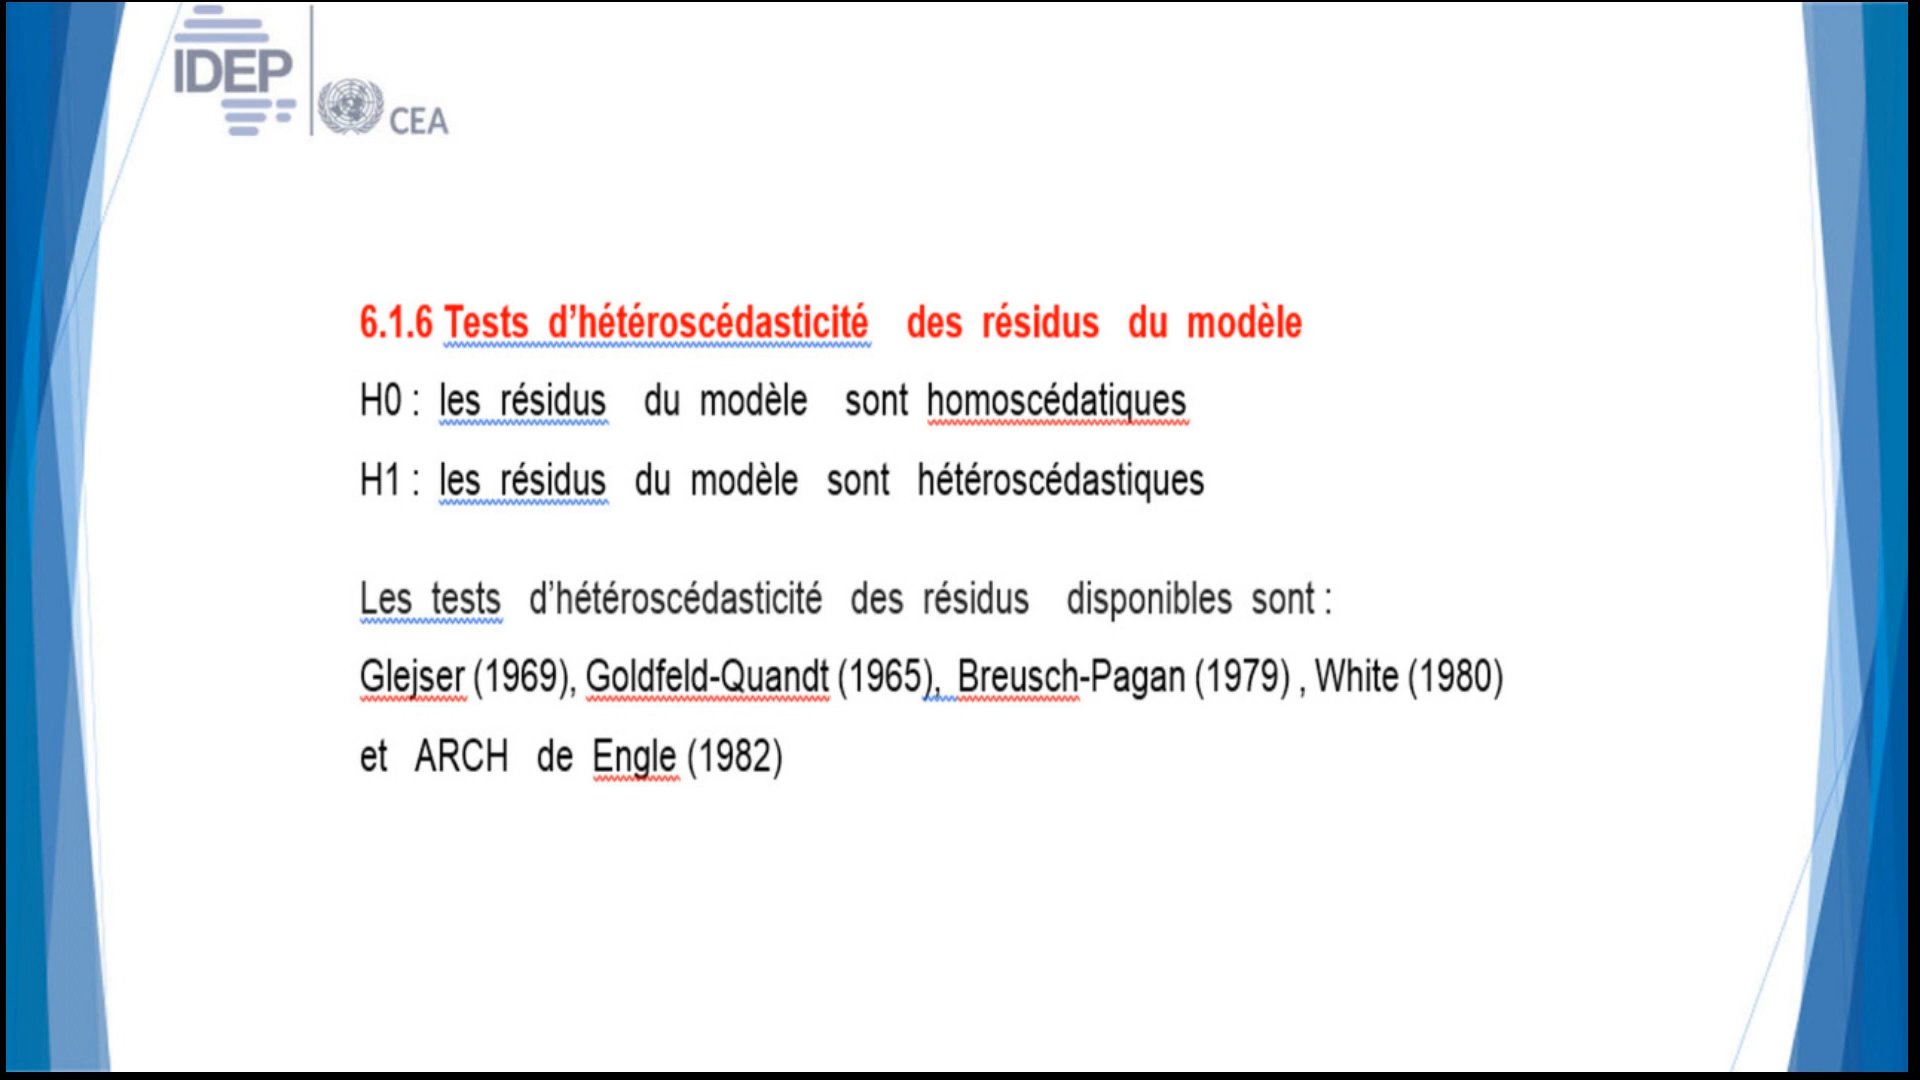 IDEP
CEA
6.1.6 Tests d’hétéroscédasticité des résidus du modèle
H0 : les résidus du modèle sont homoscédatiques
H1 : les résidus du modèle sont hétéroscédastiques
Les tests d’hétéroscédasticité des résidus disponibles sont :
Glejser (1969), Goldfeld-Quandt (1965), Breusch-Pagan (1979) , White (1980)
et ARCH de Engle (1982)